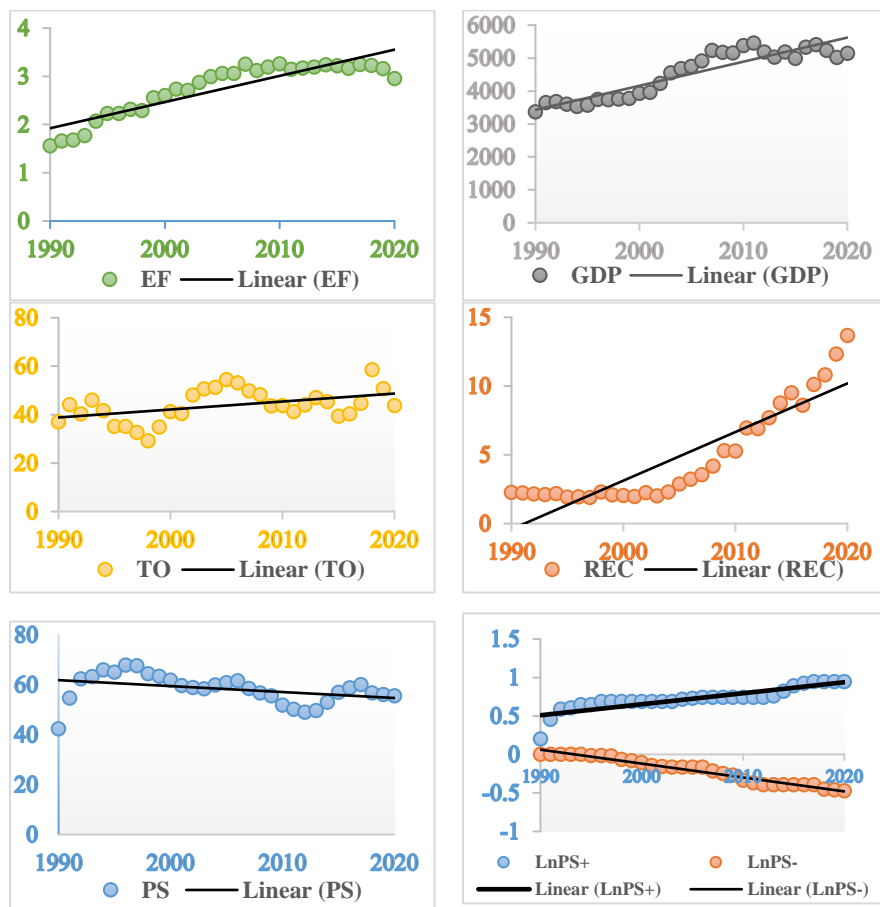 4
3
2
1
0
1990 2000 2010 2020
EF Linear (EF)
6000
5000
4000
3000
2000
1000
0
1990 2000 2010 2020
GDP Linear (GDP)
80
60
40
20
0
1990 2000 2010 2020
TO Linear (TO)
15
10
5
0
1990 2000 2010 2020
REC Linear (REC)
80
60
40
20
0
1990 2000 2010 2020
PS Linear (PS)
1.5
1
0.5
0
-0.5
-1
1990 2000 2010 2020
LnPS+ LnPS-
Linear (LnPS+) Linear (LnPS-)